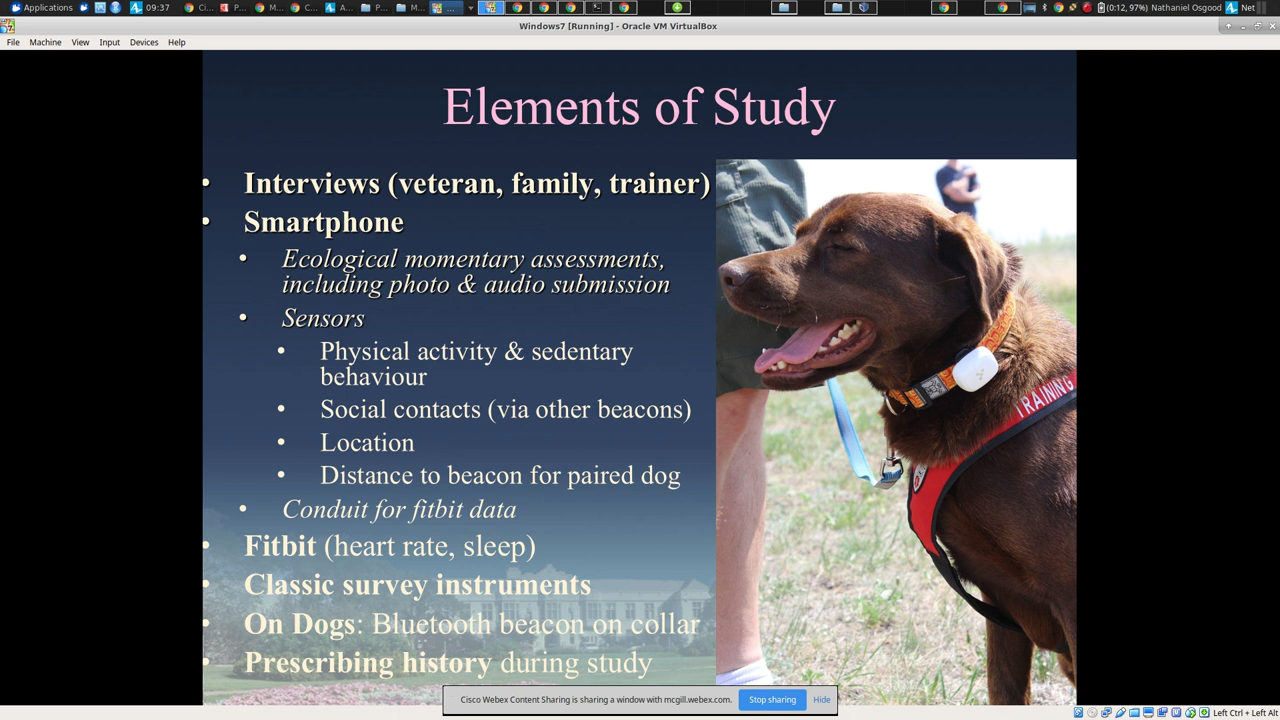 Applications
09:37
Ci...
P...
M...
C...
A...
P...
M...
...
(0:12, 97%) Nathaniel Osgood
Net
Windows7 [Running] - Oracle VM VirtualBox
File Machine View Input Devices Help
Elements of Study
• Interviews (veteran, family, trainer)
• Smartphone
• Ecological momentary assessments,
including photo & audio submission
• Sensors
• Physical activity & sedentary
behaviour
• Social contacts (via other beacons)
• Location
• Distance to beacon for paired dog
• Conduit for fitbit data
• Fitbit (heart rate, sleep)
• Classic survey instruments
• On Dogs: Bluetooth beacon on collar
• Prescribing history during study
TRAINING
Cisco Webex Content Sharing is sharing a window with mcgill.webex.com. Stop sharing Hide
Left Ctrl + Left Alt